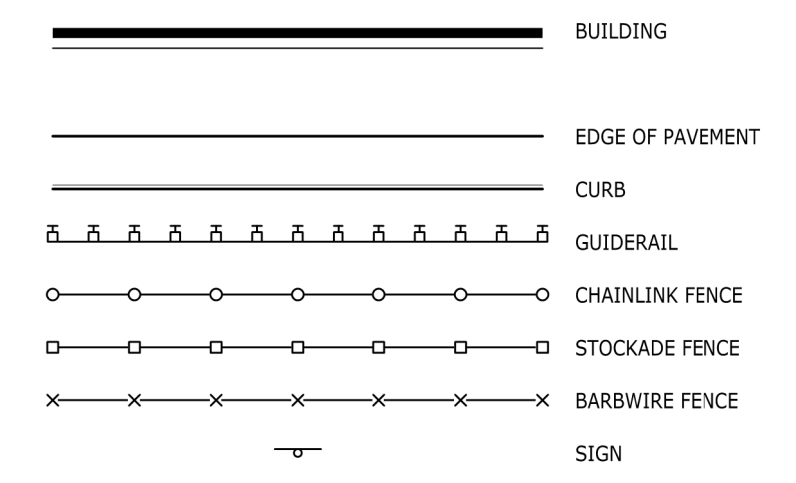 BUILDING
EDGE OF PAVEMENT
CURB
GUIDERAIL
CHAINLINK FENCE
STOCKADE FENCE
BARBWIRE FENCE
SIGN